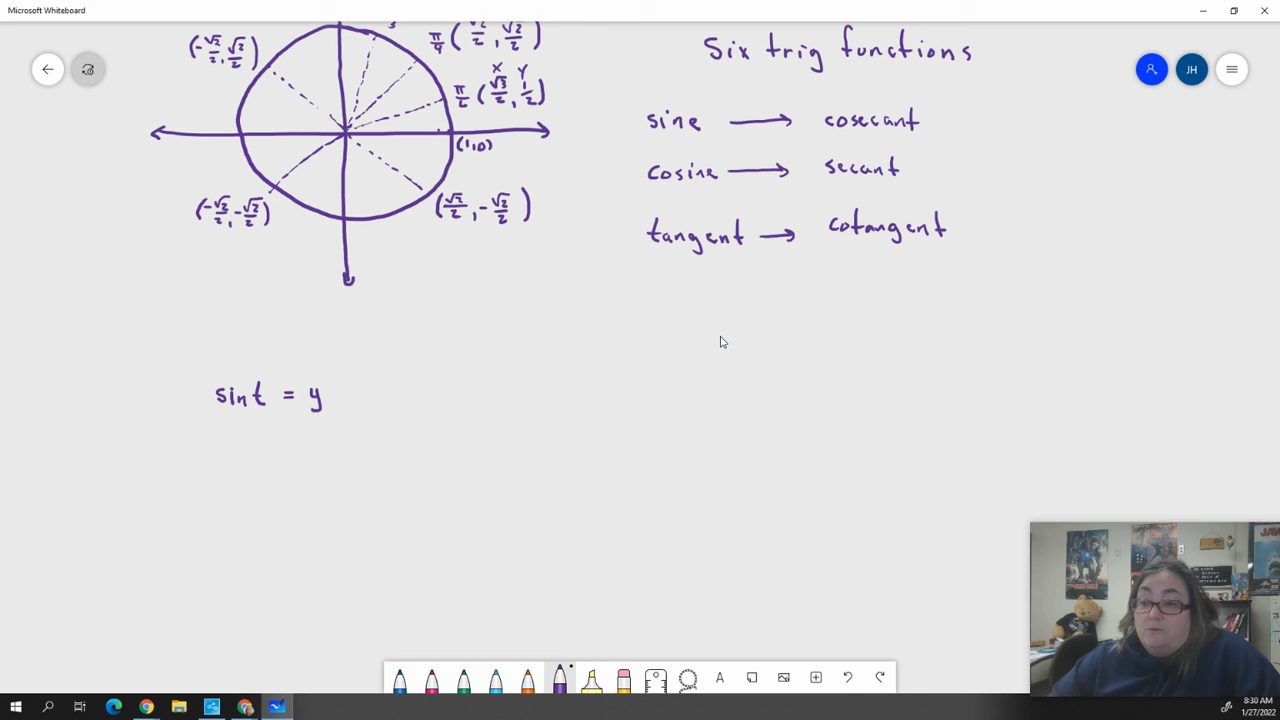 Microsoft Whiteboard
(-√2/2, √2/2)
π/4 (√2/2, √2/2)
x y
(√3/2, 1/2)
(1,0)
(-√2/2, -√2/2)
(√2/2, -√2/2)
Six trig functions
sine → cosecant
cosine → secant
tangent → cotangent
sin t = y
JH
A
8:30 AM
1/27/2022